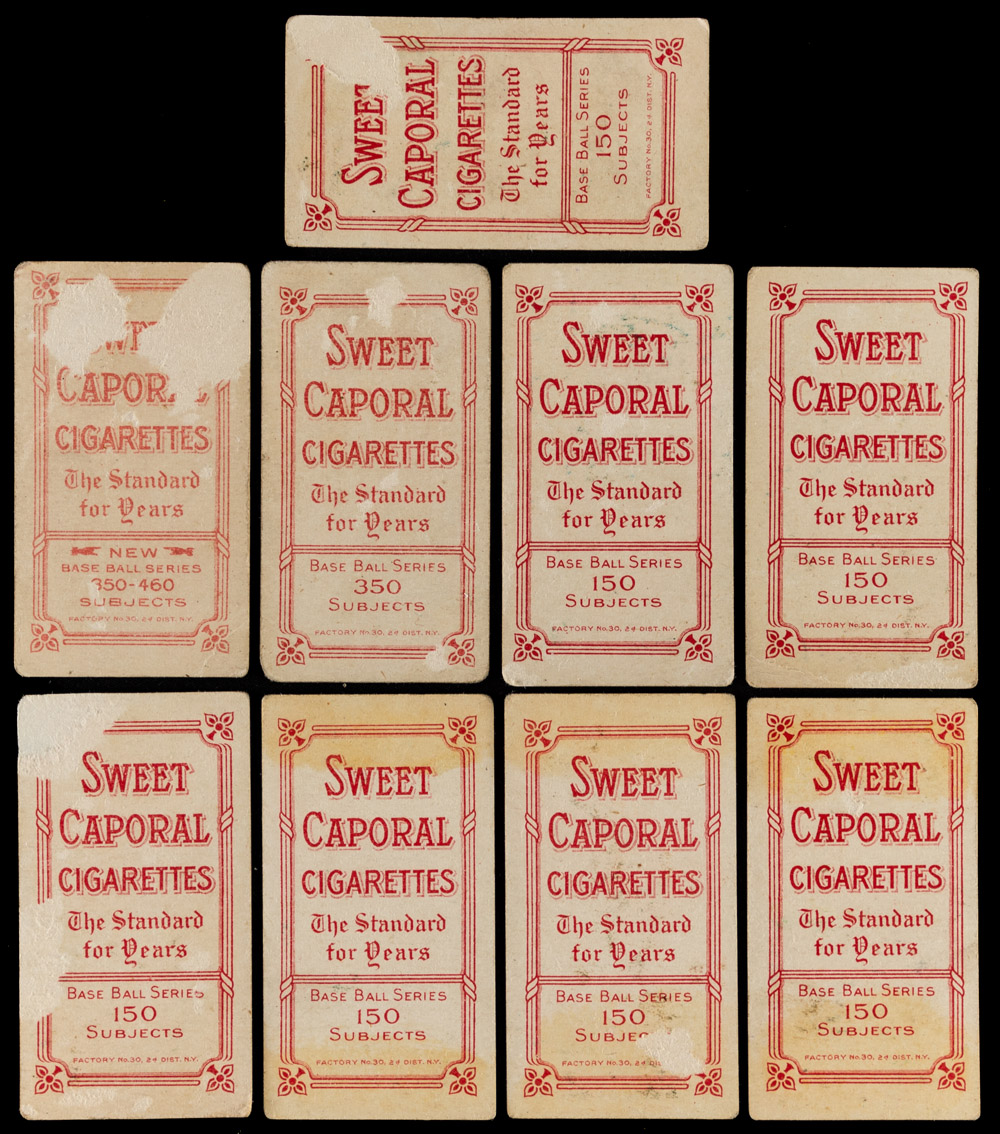 SWEET
CAPORAL
CIGARETTES
The Standard
for Years
BASE BALL SERIES
150
SUBJECTS
FACTORY No. 30, 2d DIST. N.Y.
CIGARETTES
The Standard
for Years
NEW
BASE BALL SERIES
350-460
SUBJECTS
FACTORY No. 30, 2d DIST. N.Y.
SWEET
CAPORAL
CIGARETTES
The Standard
for Years
BASE BALL SERIES
350
SUBJECTS
FACTORY No. 30, 2d DIST. N.Y.
SWEET
CAPORAL
CIGARETTES
The Standard
for Years
BASE BALL SERIES
150
SUBJECTS
FACTORY No. 30, 2d DIST. N.Y.
SWEET
CAPORAL
CIGARETTES
The Standard
for Years
BASE BALL SERIES
150
SUBJECTS
FACTORY No. 30, 2d DIST. N.Y.
SWEET
CAPORAL
CIGARETTES
The Standard
for Years
BASE BALL SERIES
150
SUBJECTS
FACTORY No. 30, 2d DIST. N.Y.
SWEET
CAPORAL
CIGARETTES
The Standard
for Years
BASE BALL SERIES
150
SUBJECTS
FACTORY No. 30, 2d DIST. N.Y.
SWEET
CAPORAL
CIGARETTES
The Standard
for Years
BASE BALL SERIES
150
FACTORY No. 30, 2d DIST.
SWEET
CAPORAL
CIGARETTES
The Standard
for Years
BASE BALL SERIES
150
SUBJECTS
FACTORY No. 30, 2d DIST. N.Y.